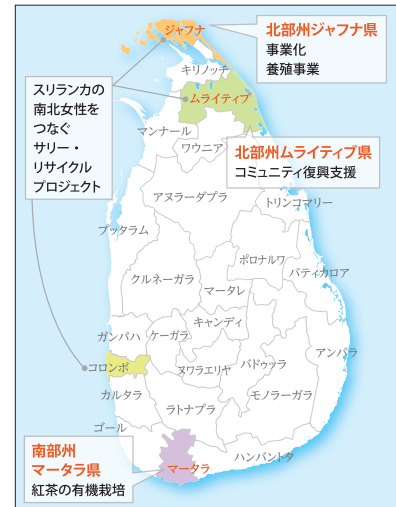 ジャフナ
北部州ジャフナ県
事業化
養殖事業
キリノッチ
スリランカの
南北女性を
つなぐ
サリー・
リサイクル
プロジェクト
ムライティブ
マンナール
ワウニア
北部州ムライティブ県
コミュニティ復興支援
アヌラーダプラ
トリンコマリー
プッタラム
ポロナルワ
バティカロア
クルネーガラ
マータレ
ガンパハ
ケーガラ
キャンディ
アンパラ
コロンボ
ヌワラエリヤ
バドゥッラ
カルタラ
モノラーガラ
ラトナプラ
ゴール
南部州
マータラ県
紅茶の有機栽培
マータラ
ハンバントタ